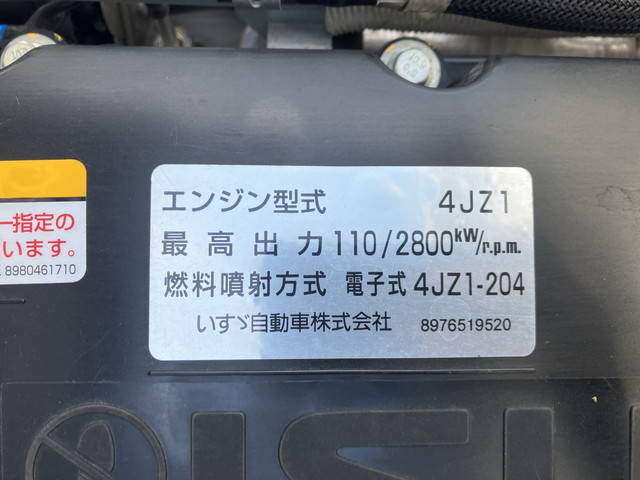 エンジン型式 4JZ1
最高出力 110/2800kW/r.p.m.
燃料噴射方式 電子式 4JZ1-204
いすゞ自動車株式会社 8976519520
指定の
います。
8980461710